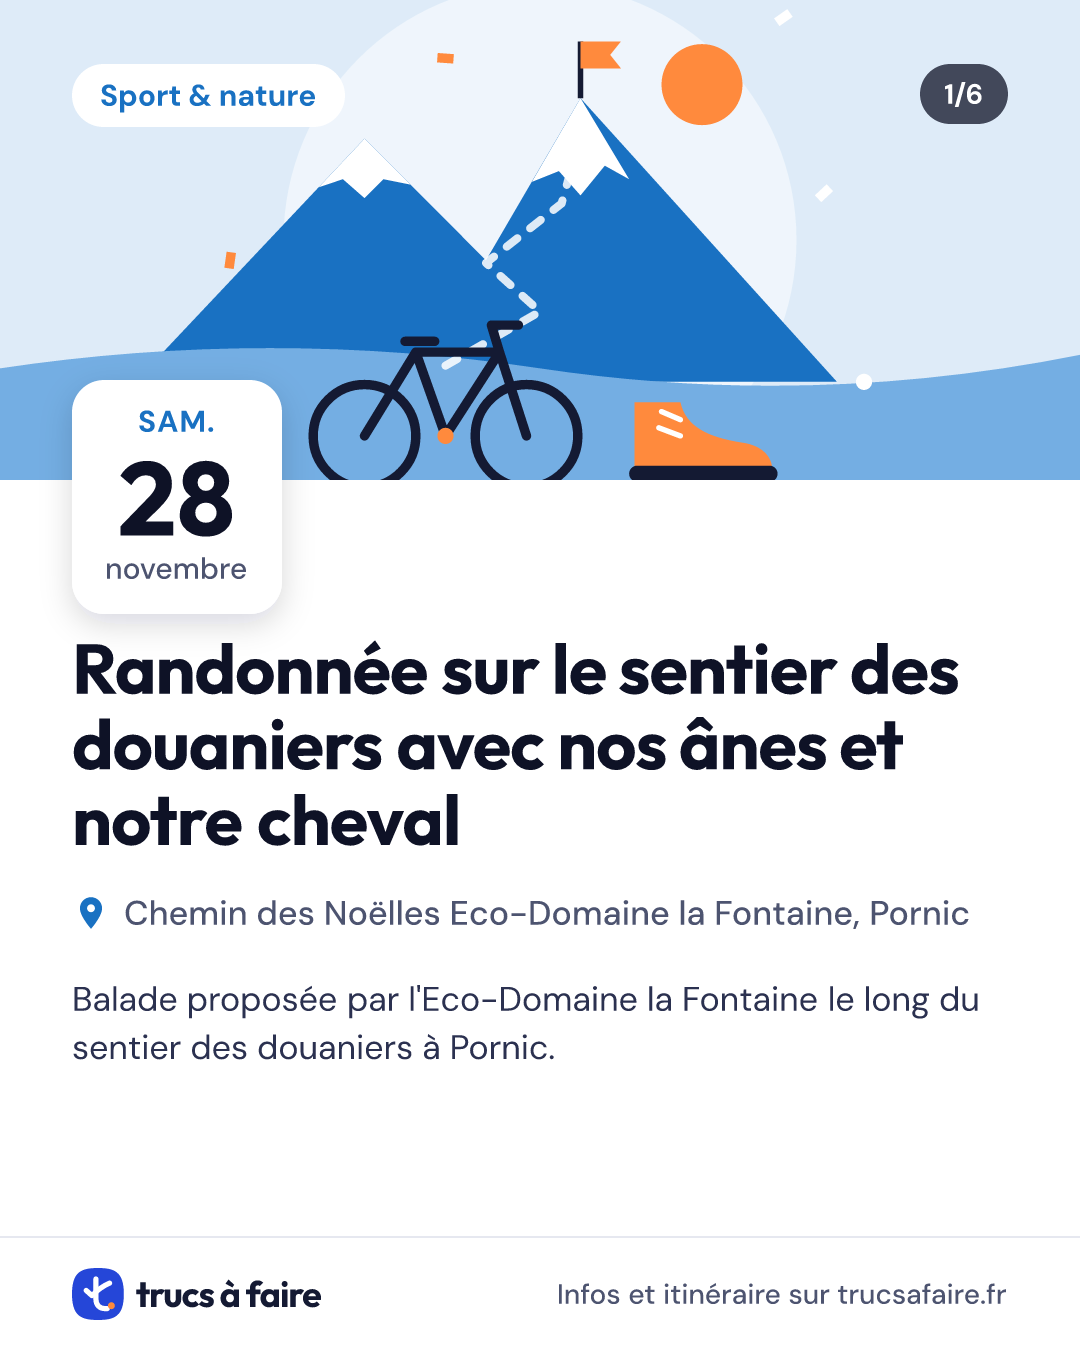 Sport & nature
1/6
SAM.
28
novembre
Randonnée sur le sentier des
douaniers avec nos ânes et
notre cheval
Chemin des Noëlles Eco-Domaine la Fontaine, Pornic
Balade proposée par l'Eco-Domaine la Fontaine le long du
sentier des douaniers à Pornic.
trucs à faire
Infos et itinéraire sur trucsafaire.fr